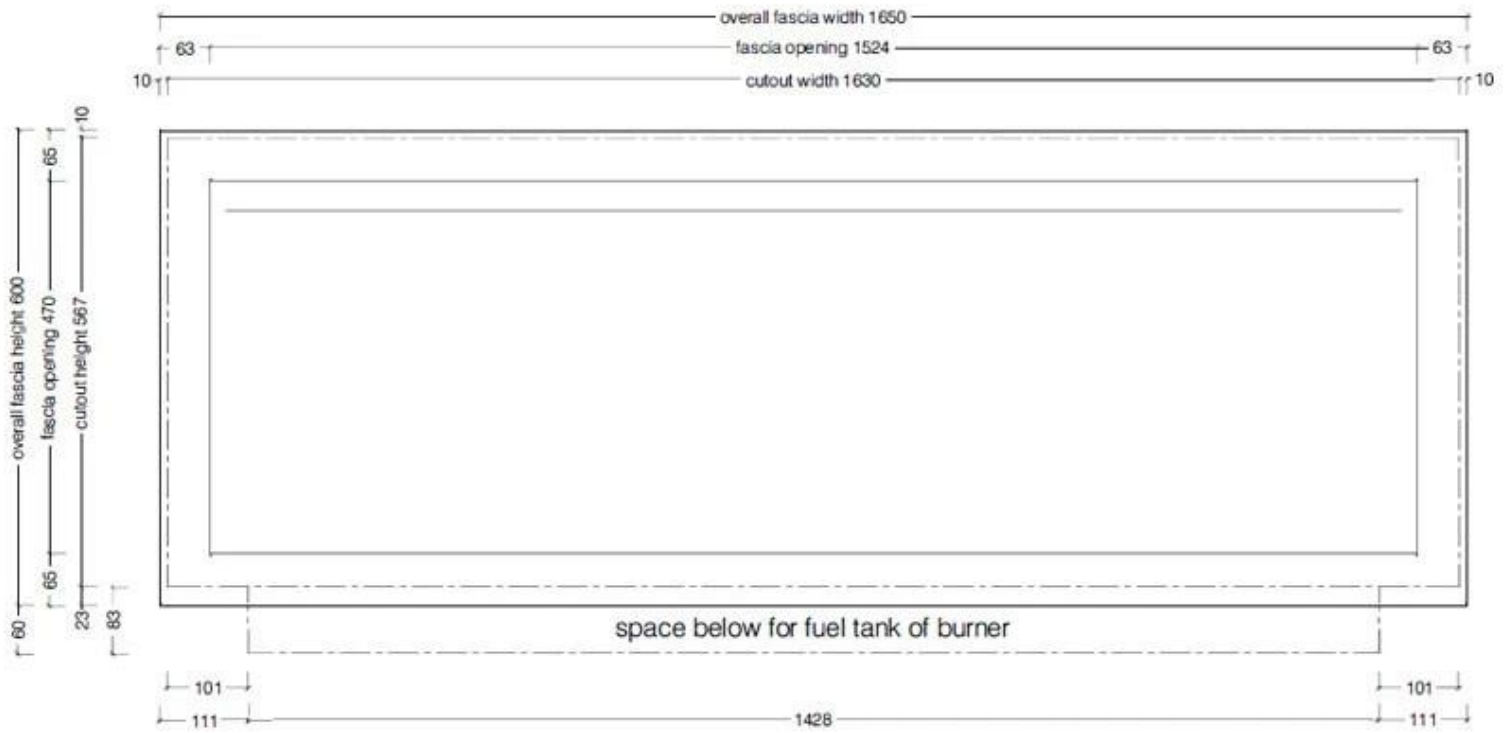 overall fascia width 1650
63 fascia opening 1524 63
10 cutout width 1630 10
10
65
overall fascia height 600
fascia opening 470
cutout height 567
65
60
23
83
space below for fuel tank of burner
101 101
111 1428 111